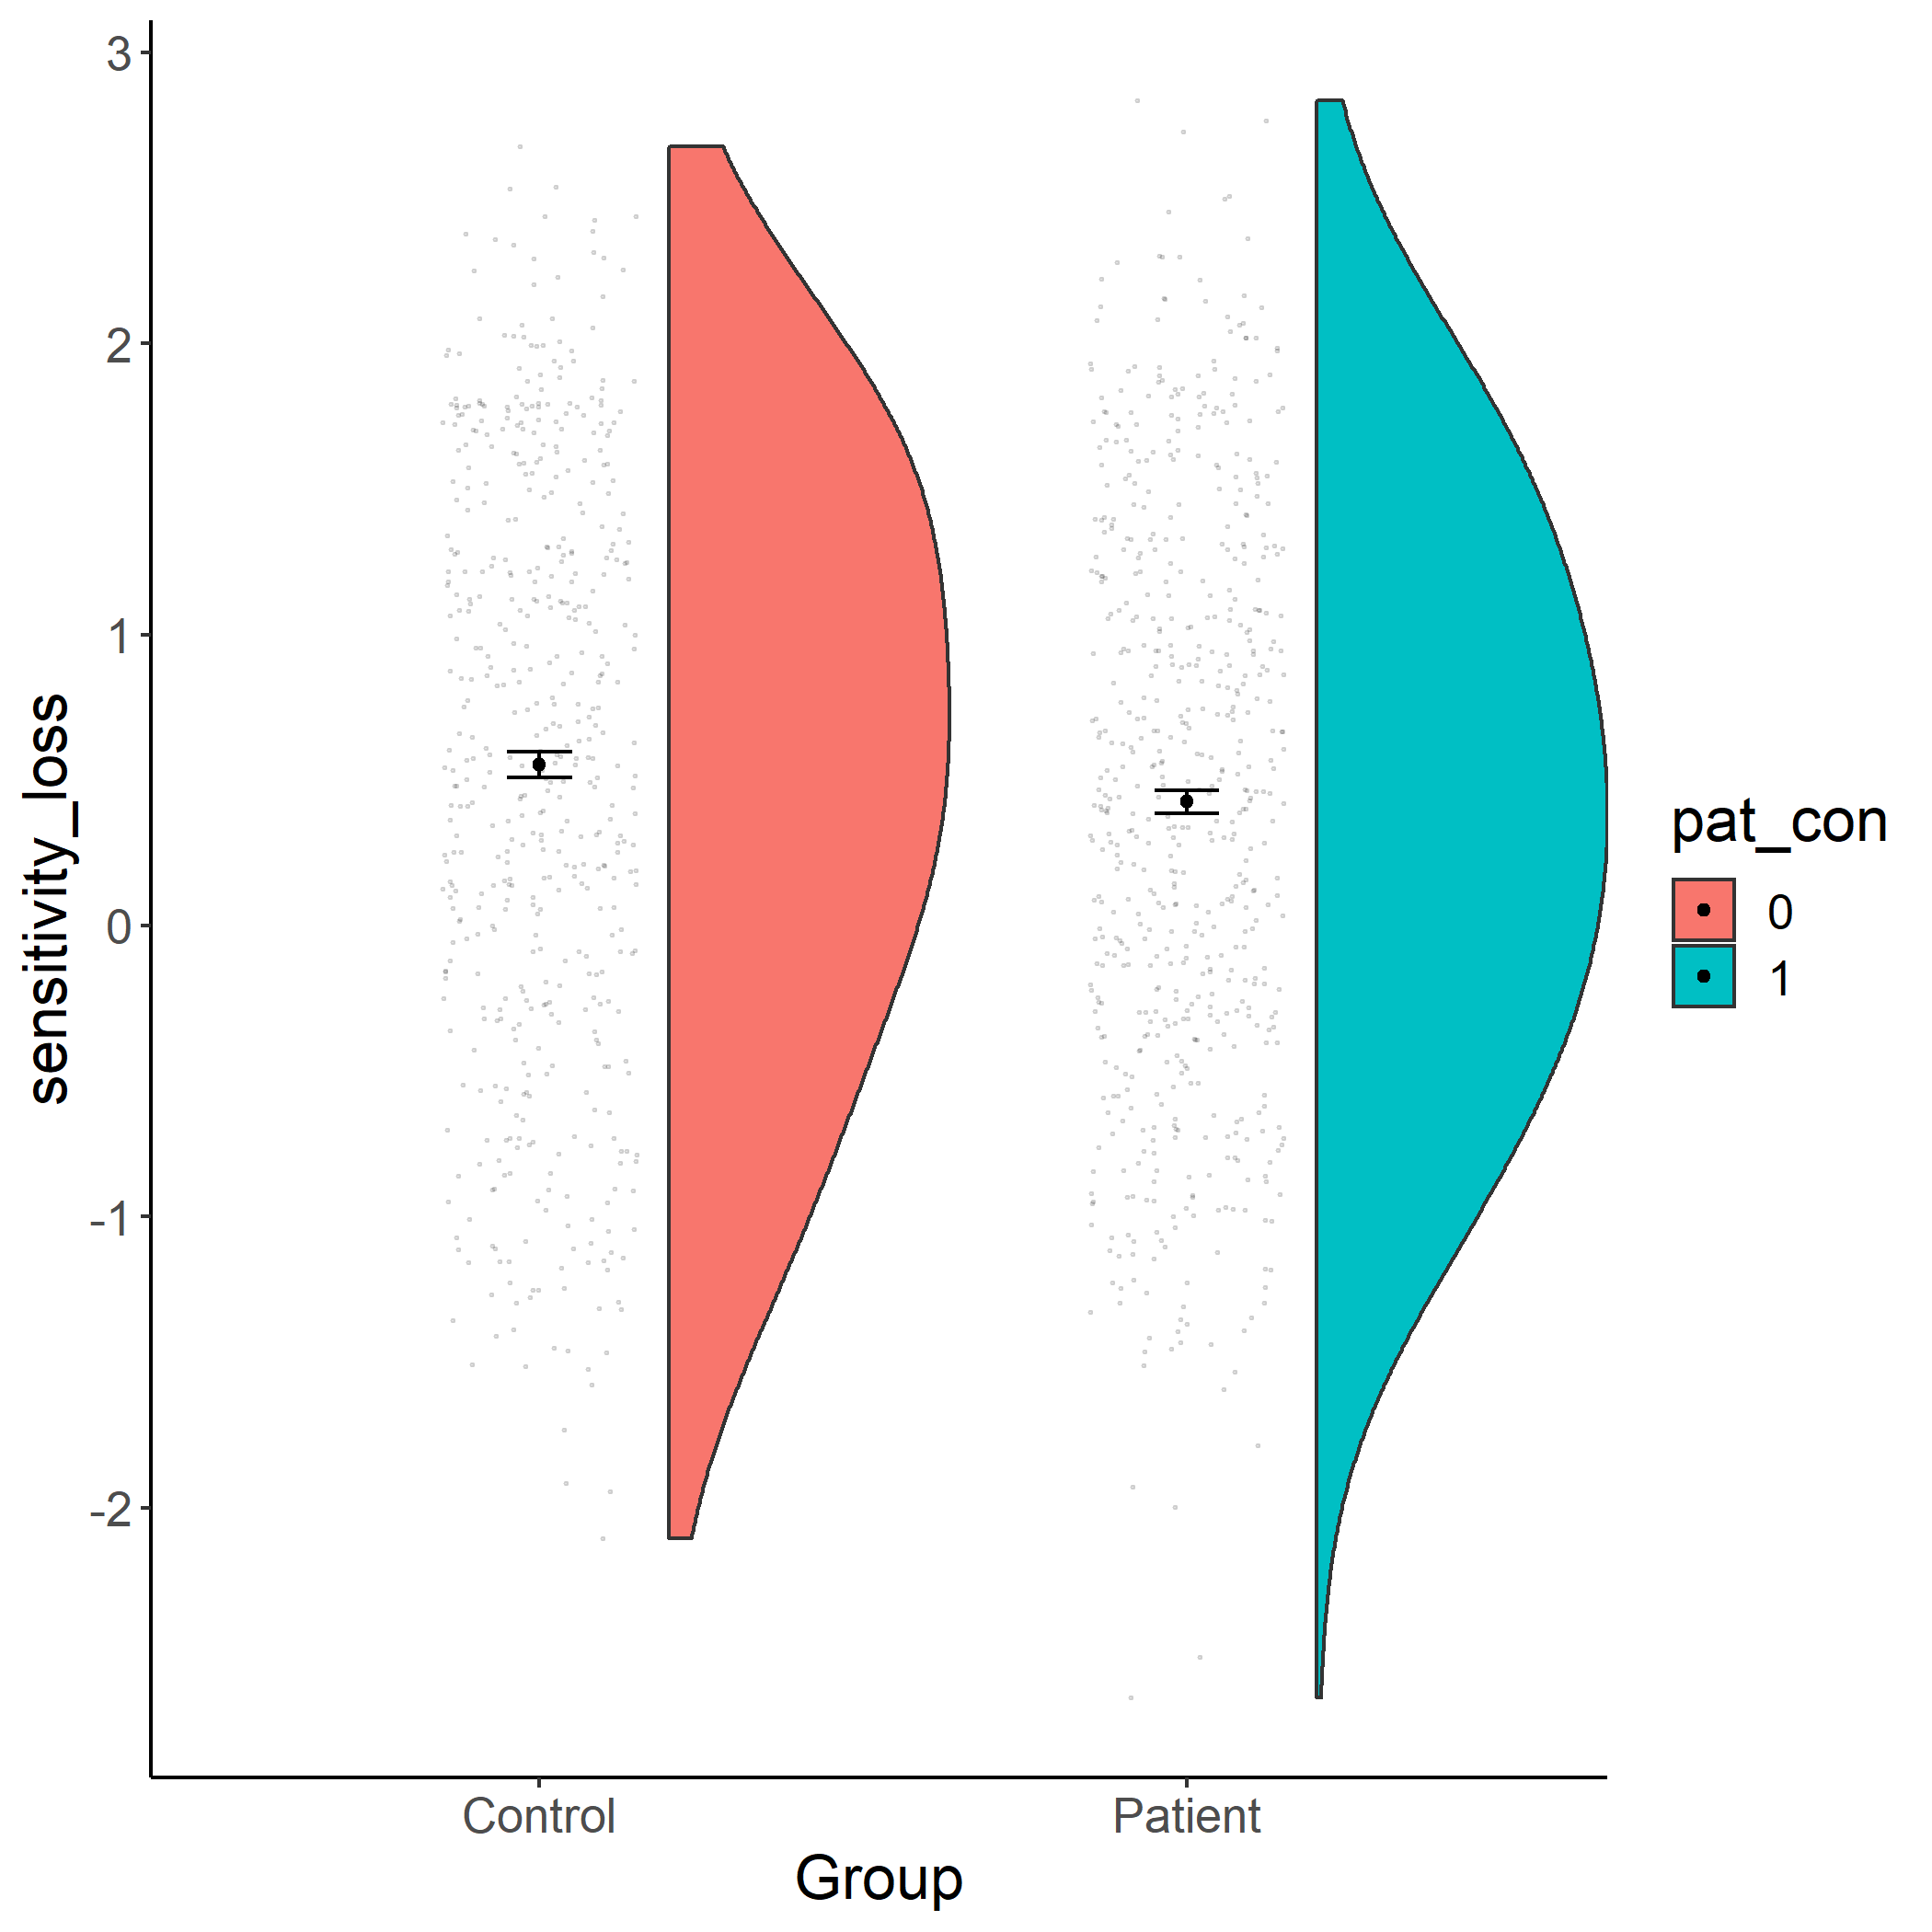 3
2
1
0
-1
-2
sensitivity_loss
Control
Patient
Group
pat_con
0
1